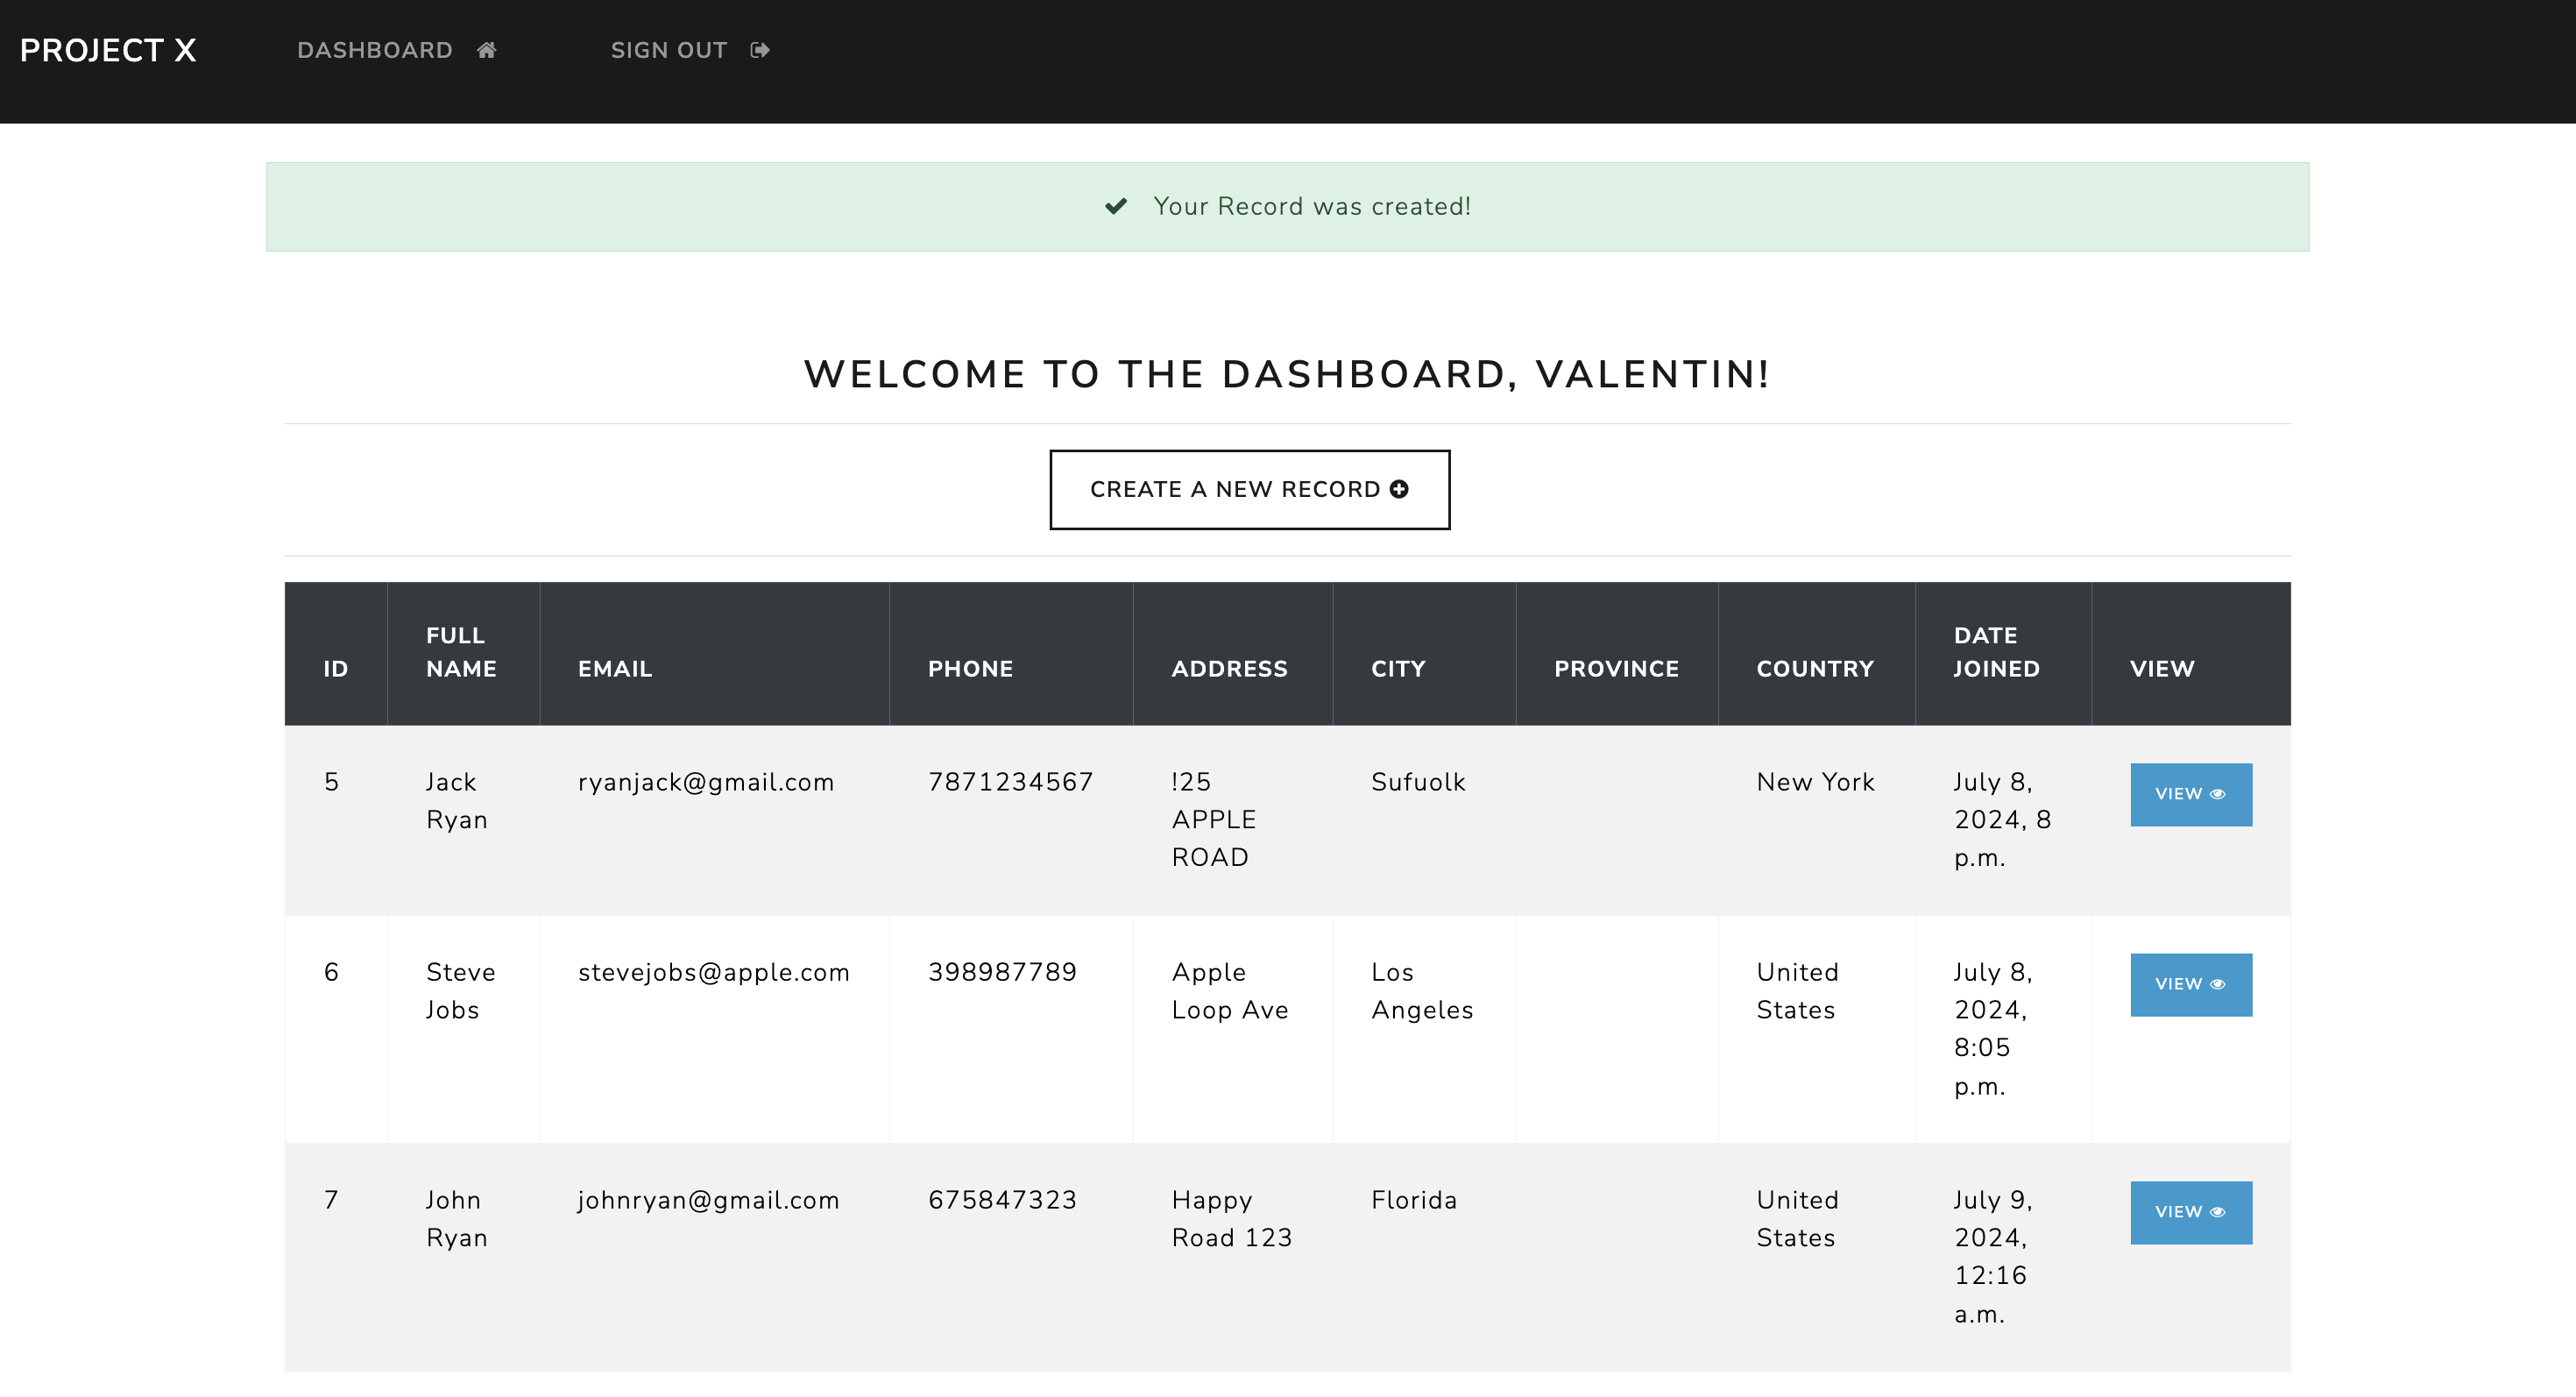 PROJECT X DASHBOARD SIGN OUT
Your Record was created!
WELCOME TO THE DASHBOARD, VALENTIN!
CREATE A NEW RECORD
ID FULL NAME EMAIL PHONE ADDRESS CITY PROVINCE COUNTRY DATE JOINED VIEW
5 Jack Ryan ryanjack@gmail.com 7871234567 !25 APPLE ROAD Sufuolk New York July 8, 2024, 8 p.m. VIEW
6 Steve Jobs stevejobs@apple.com 398987789 Apple Loop Ave Los Angeles United States July 8, 2024, 8:05 p.m. VIEW
7 John Ryan johnryan@gmail.com 675847323 Happy Road 123 Florida United States July 9, 2024, 12:16 a.m. VIEW